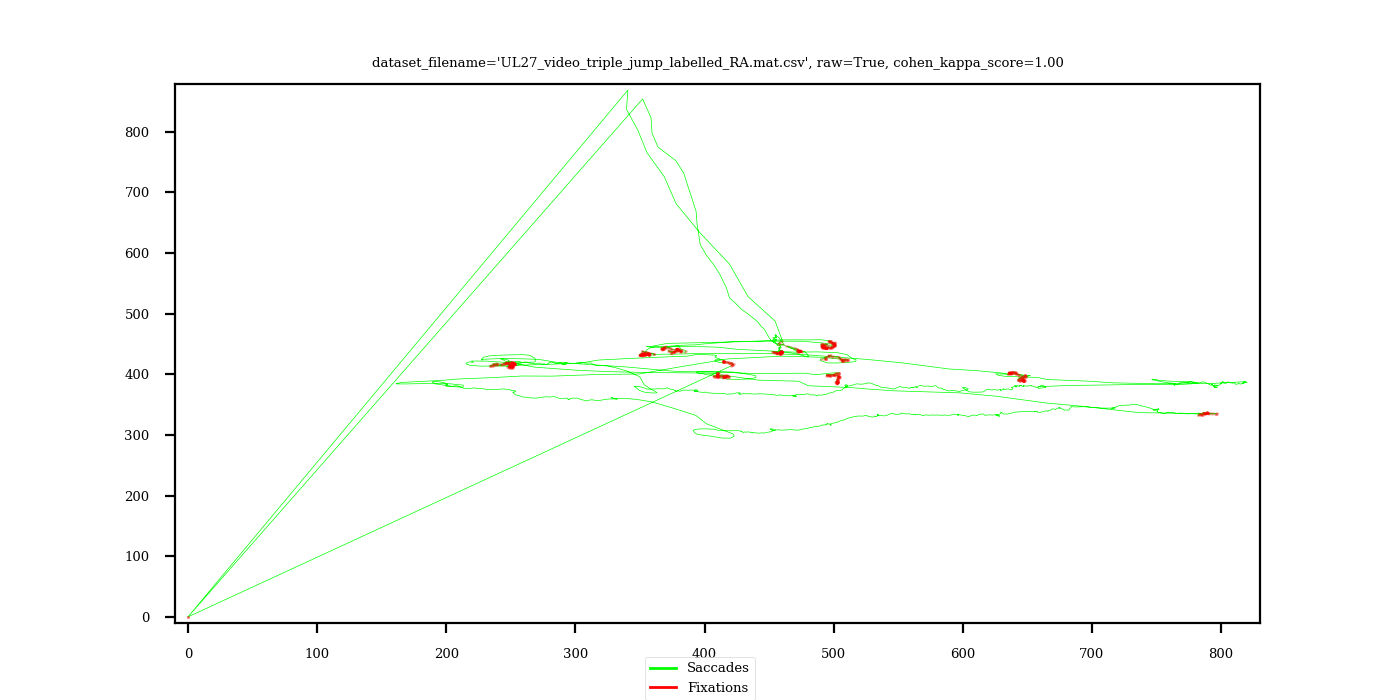 dataset_filename='UL27_video_triple_jump_labelled_RA.mat.csv', raw=True, cohen_kappa_score=1.00
800
700
600
500
400
300
200
100
0
0 100 200 300 400 500 600 700 800
Saccades
Fixations